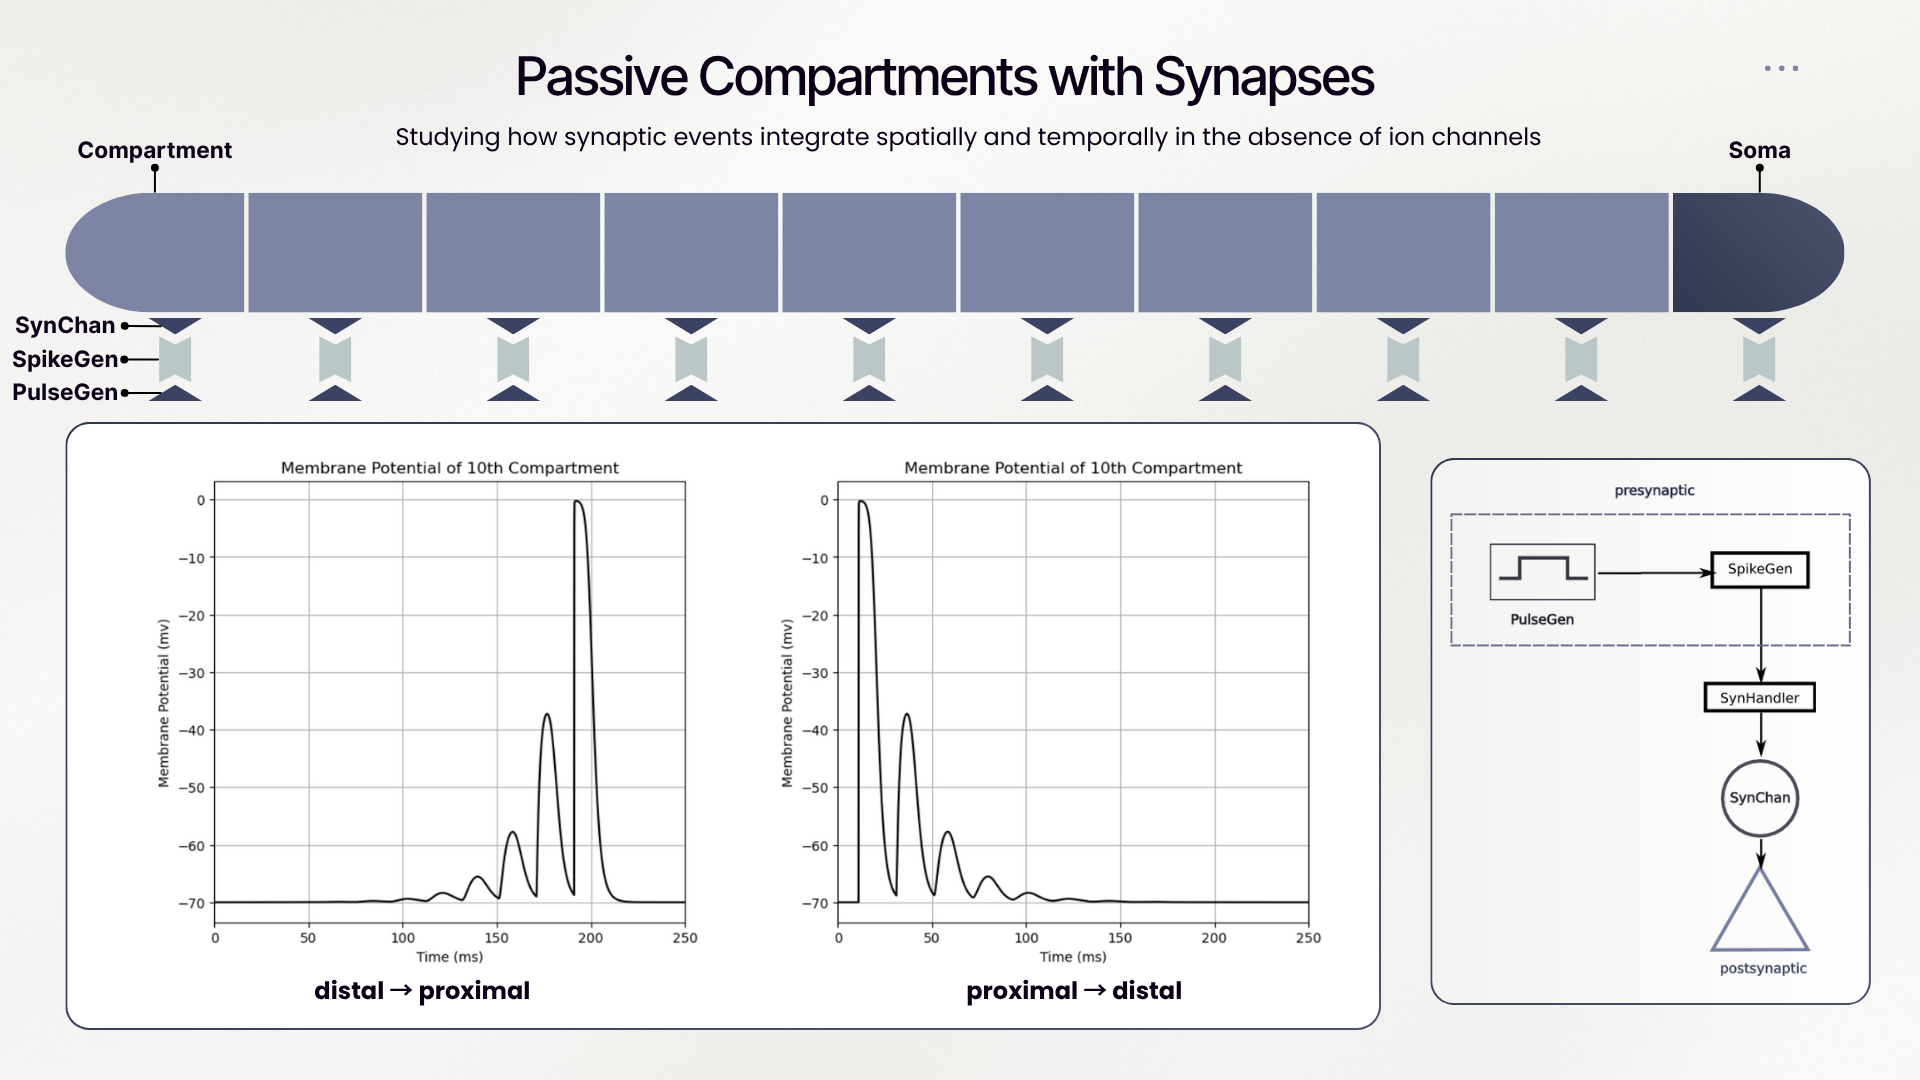 Passive Compartments with Synapses
Studying how synaptic events integrate spatially and temporally in the absence of ion channels
Compartment
Soma
SynChan
SpikeGen
PulseGen
Membrane Potential of 10th Compartment
0
−10
−20
−30
−40
−50
−60
−70
Membrane Potential (mv)
0 50 100 150 200 250
Time (ms)
distal → proximal
Membrane Potential of 10th Compartment
0
−10
−20
−30
−40
−50
−60
−70
Membrane Potential (mv)
0 50 100 150 200 250
Time (ms)
proximal → distal
presynaptic
SpikeGen
PulseGen
SynHandler
SynChan
postsynaptic